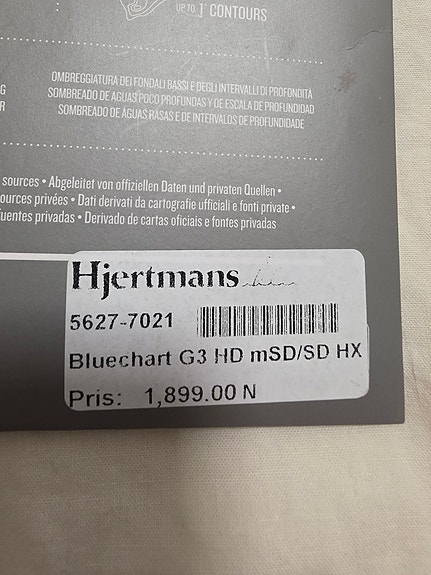 UP TO 1' CONTOURS
G
OMBREGGIATURA DEI FONDALI BASSI E DEGLI INTERVALLI DI PROFONDITÀ
R
SOMBREADO DE AGUAS POCO PROFUNDAS Y DE ESCALA DE PROFUNDIDAD
SOMBREADO DE ÁGUAS RASAS E DE INTERVALOS DE PROFUNDIDADE
sources • Abgeleitet von offiziellen Daten und privaten Quellen •
ources privées • Dati derivati da cartografie ufficiali e fonti private •
fuentes privadas • Derivado de cartas oficiais e fontes privadas
Hjertmans
5627-7021
Bluechart G3 HD mSD/SD HX
Pris: 1,899.00 N